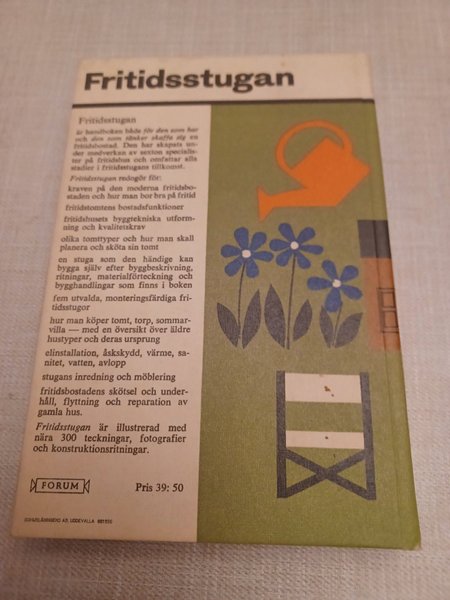 Fritidsstugan
Fritidsstugan
är handboken både för den som har
och den som tänker skaffa sig en
fritidsbostad. Den har skapats un-
der medverkan av sexton specialis-
ter på fritidshus och omfattar alla
stadier i fritidsstugans tillkomst.
Fritidsstugan redogör för:
kraven på den moderna fritidsbo-
staden och hur man bor bra på fritid
fritidstomtens bostadsfunktioner
fritidshusets byggtekniska utform-
ning och kvalitetskrav
olika tomttyper och hur man skall
planera och sköta sin tomt
en stuga som den händige kan
bygga själv efter byggbeskrivning,
ritningar, materialförteckning och
bygghandlingar som finns i boken
fem utvalda, monteringsfärdiga fri-
tidsstugor
hur man köper tomt, torp, sommar-
villa — med en översikt över äldre
hustyper och deras ursprung
elinstallation, åskskydd, värme, sa-
nitet, vatten, avlopp
stugans inredning och möblering
fritidsbostadens skötsel och under-
håll, flyttning och reparation av
gamla hus.
Fritidsstugan är illustrerad med
nära 300 teckningar, fotografier
och konstruktionsritningar.
FORUM
Pris 39: 50
AB, UDDEVALLA